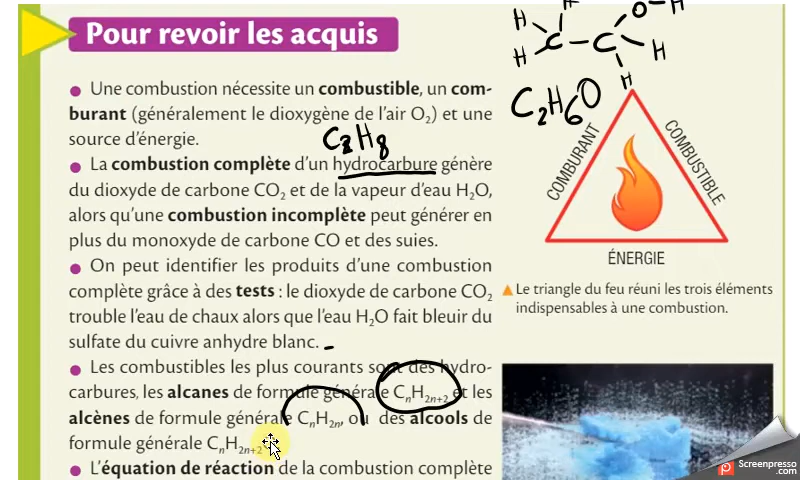 Pour revoir les acquis
● Une combustion nécessite un combustible, un com-
burant (généralement le dioxygène de l'air O₂) et une
source d'énergie.
C₃H₈
● La combustion complète d'un hydrocarbure génère
du dioxyde de carbone CO₂ et de la vapeur d'eau H₂O,
alors qu'une combustion incomplète peut générer en
plus du monoxyde de carbone CO et des suies.
● On peut identifier les produits d'une combustion
complète grâce à des tests : le dioxyde de carbone CO₂
trouble l'eau de chaux alors que l'eau H₂O fait bleuir du
sulfate du cuivre anhydre blanc.
● Les combustibles les plus courants sont des hydro-
carbures, les alcanes de formule générale CₙH₂ₙ₊₂ et les
alcènes de formule générale CₙH₂ₙ, ou des alcools de
formule générale CₙH₂ₙ₊₂
● L'équation de réaction de la combustion complète
H H O H
H C C H
H
C₂H₆O
COMBURANT
COMBUSTIBLE
ÉNERGIE
▲ Le triangle du feu réuni les trois éléments
indispensables à une combustion.
Screenpresso.com